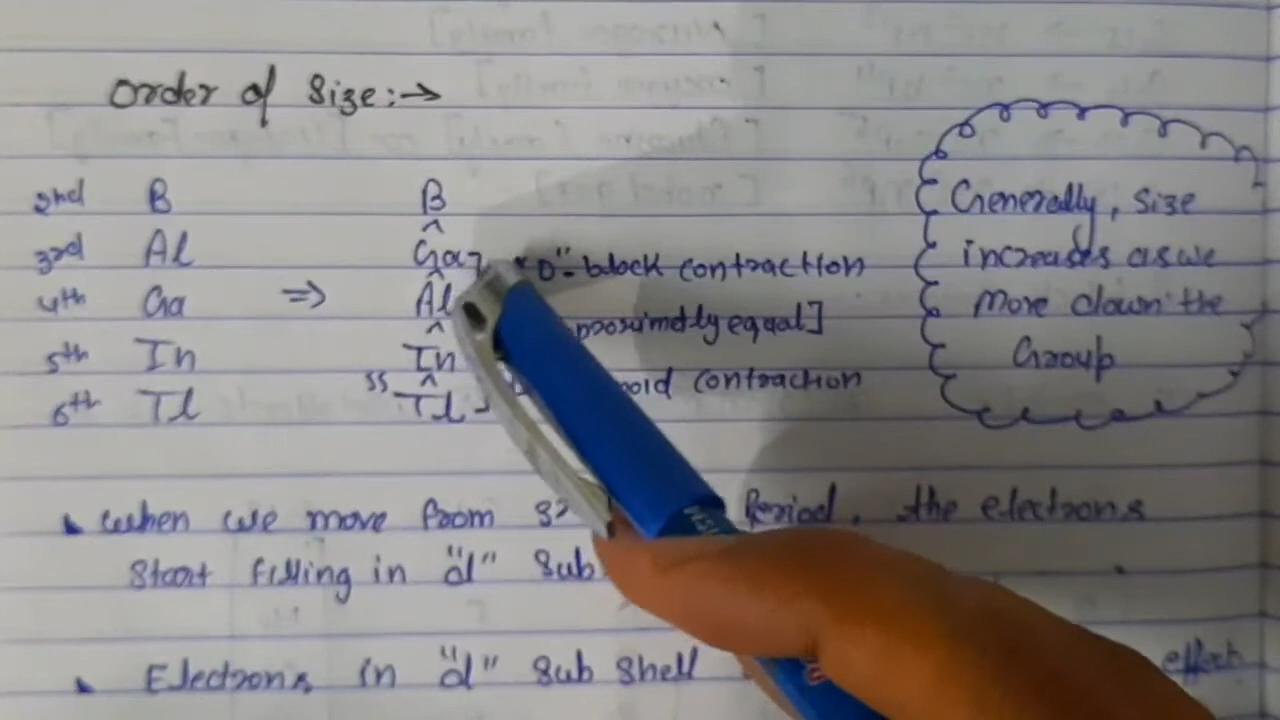 Order of Size:→
2nd B B
^
3rd Al Ga "D"-block contraction
^
4th Ga ⇒ Al equal]
^
5th In In
^
6th Tl ss Tl contraction
Generally, size
increases as we
move down the
Group
When we move from Period, the electrons
Start filling in "d" Sub
Electrons in "d" Sub Shell effect